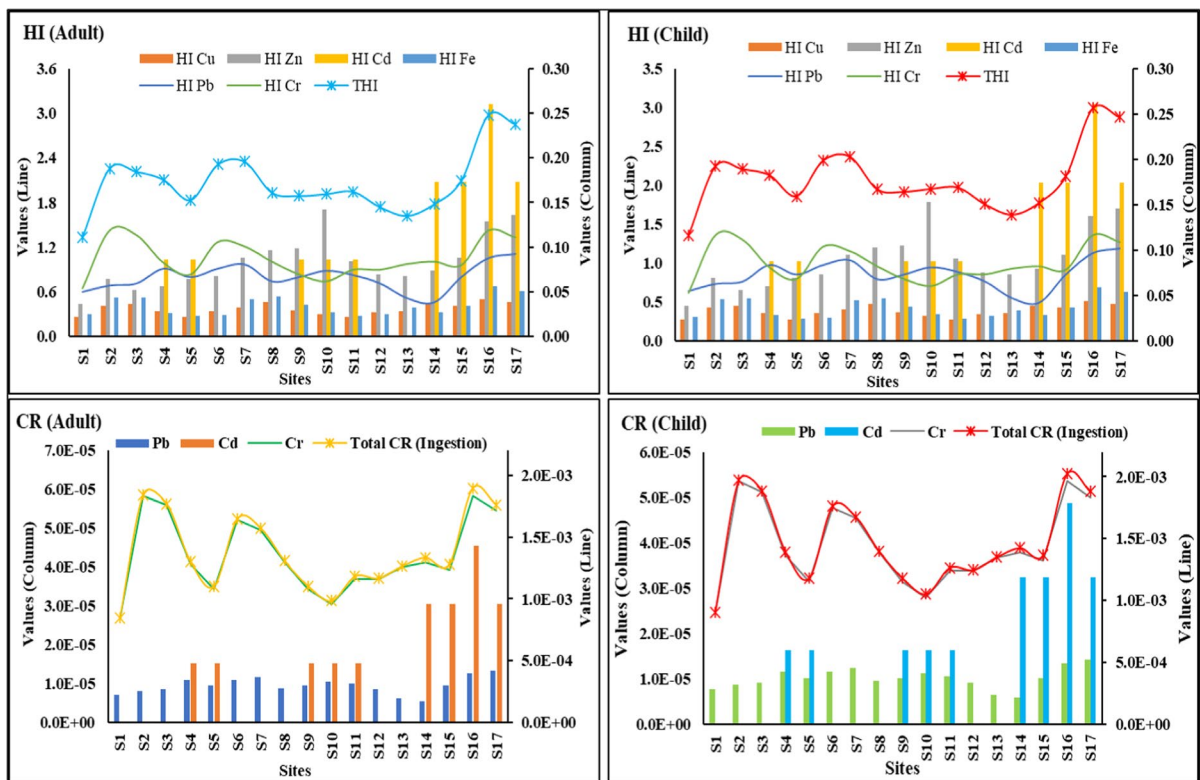 HI (Adult)
HI Cu HI Zn HI Cd HI Fe
HI Pb HI Cr THI
Values (Line)
3.6
3.0
2.4
1.8
1.2
0.6
0.0
0.30
0.25
0.20
0.15
0.10
0.05
0.00
Values (Column)
S1 S2 S3 S4 S5 S6 S7 S8 S9 S10 S11 S12 S13 S14 S15 S16 S17
Sites
HI (Child)
HI Cu HI Zn HI Cd HI Fe
HI Pb HI Cr THI
Values (Line)
3.5
3.0
2.5
2.0
1.5
1.0
0.5
0.0
0.30
0.25
0.20
0.15
0.10
0.05
0.00
Values (Column)
S1 S2 S3 S4 S5 S6 S7 S8 S9 S10 S11 S12 S13 S14 S15 S16 S17
Sites
CR (Adult)
Pb Cd Cr Total CR (Ingestion)
Values (Column)
7.0E-05
6.0E-05
5.0E-05
4.0E-05
3.0E-05
2.0E-05
1.0E-05
0.0E+00
2.0E-03
1.5E-03
1.0E-03
5.0E-04
0.0E+00
Values (Line)
S1 S2 S3 S4 S5 S6 S7 S8 S9 S10 S11 S12 S13 S14 S15 S16 S17
Sites
CR (Child)
Pb Cd Cr Total CR (Ingestion)
Values (Column)
6.0E-05
5.0E-05
4.0E-05
3.0E-05
2.0E-05
1.0E-05
0.0E+00
2.0E-03
1.5E-03
1.0E-03
5.0E-04
0.0E+00
Values (Line)
S1 S2 S3 S4 S5 S6 S7 S8 S9 S10 S11 S12 S13 S14 S15 S16 S17
Sites